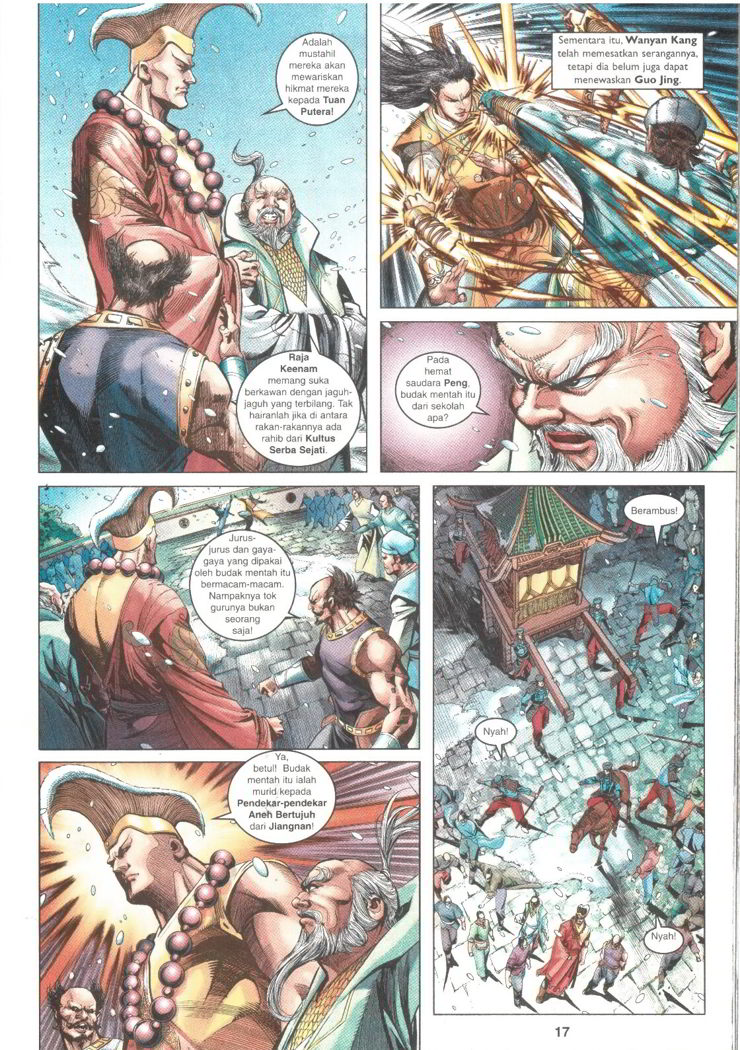 Adalah
mustahil
mereka akan
mewariskan
hikmat mereka
kepada Tuan
Putera!
Raja
Keenam
memang suka
berkawan dengan jaguh-
jaguh yang terbilang. Tak
hairanlah jika di antara
rakan-rakannya ada
rahib dari Kultus
Serba Sejati.
Sementara itu, Wanyan Kang
telah memesatkan serangannya,
tetapi dia belum juga dapat
menewaskan Guo Jing.
Pada
hemat
saudara Peng,
budak mentah itu
dari sekolah
apa?
Jurus-
jurus dan gaya-
gaya yang dipakai
oleh budak mentah itu
bermacam-macam.
Nampaknya tok
gurunya bukan
seorang
saja!
Ya,
betul! Budak
mentah itu ialah
murid kepada
Pendekar-pendekar
Aneh Bertujuh
dari Jiangnan!
Berambus!
Nyah!
Nyah!
17